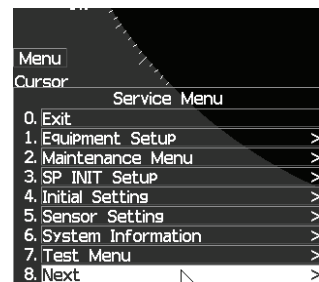 Menu
Cursor
Service Menu
0. Exit
1. Equipment Setup >
2. Maintenance Menu >
3. SP INIT Setup >
4. Initial Setting >
5. Sensor Setting >
6. System Information >
7. Test Menu >
8. Next >